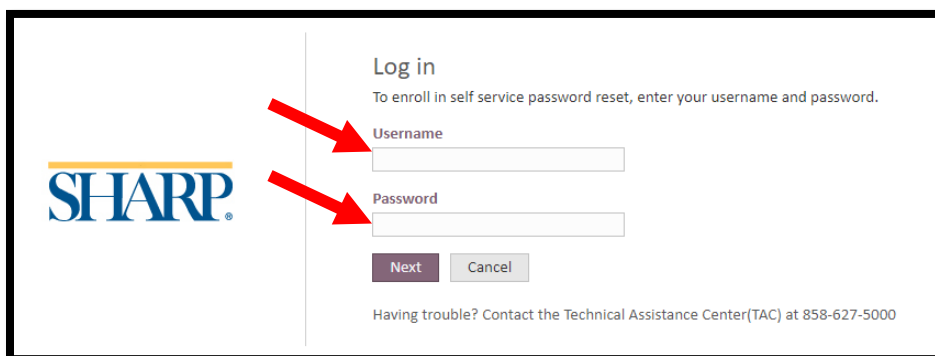 Log in
To enroll in self service password reset, enter your username and password.
Username
SHARP®
Password
Next Cancel
Having trouble? Contact the Technical Assistance Center(TAC) at 858-627-5000